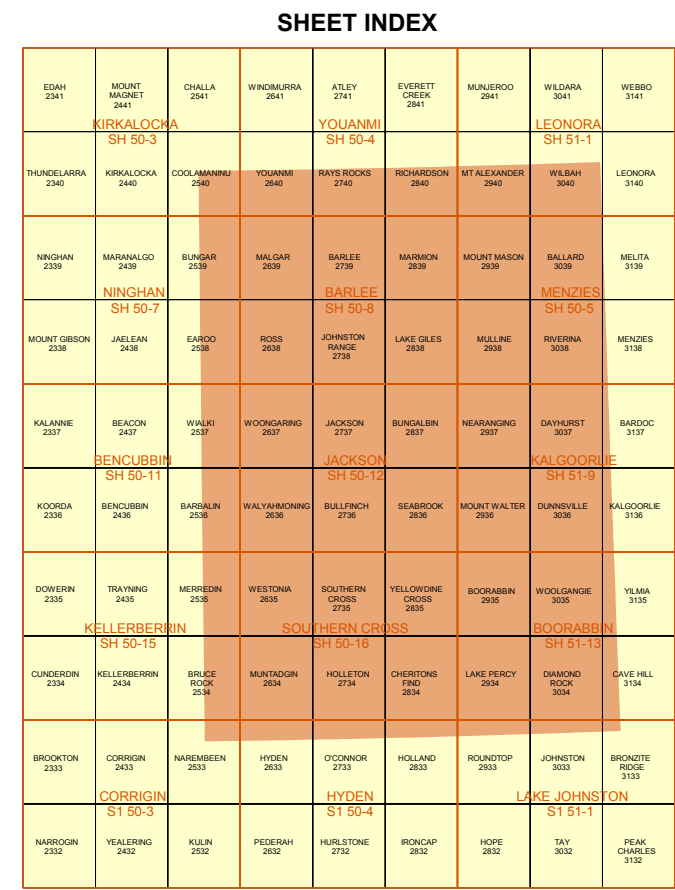 SHEET INDEX
EDAH
2341
MOUNT
MAGNET
2441
CHALLA
2541
WINDIMURRA
2641
ATLEY
2741
EVERETT
CREEK
2841
MUNJEROO
2941
WILDARA
3041
WEBBO
3141
KIRKALOCKA
SH 50-3
YOUANMI
SH 50-4
LEONORA
SH 51-1
THUNDELARRA
2340
KIRKALOCKA
2440
COOLAMANINU
2540
YOUANMI
2640
RAYS ROCKS
2740
RICHARDSON
2840
MT ALEXANDER
2940
WILBAH
3040
LEONORA
3140
NINGHAN
2339
MARANALGO
2439
BUNGAR
2539
MALGAR
2639
BARLEE
2739
MARMION
2839
MOUNT MASON
2939
BALLARD
3039
MELITA
3139
NINGHAN
SH 50-7
BARLEE
SH 50-8
MENZIES
SH 50-5
MOUNT GIBSON
2338
JAELEAN
2438
EAROO
2538
ROSS
2638
JOHNSTON
RANGE
2738
LAKE GILES
2838
MULLINE
2938
RIVERINA
3038
MENZIES
3138
KALANNIE
2337
BEACON
2437
WIALKI
2537
WOONGARING
2637
JACKSON
2737
BUNGALBIN
2837
NEARANGING
2937
DAYHURST
3037
BARDOC
3137
BENCUBBIN
SH 50-11
JACKSON
SH 50-12
KALGOORLIE
SH 51-9
KOORDA
2336
BENCUBBIN
2436
BARBALIN
2536
WALYAHMONING
2636
BULLFINCH
2736
SEABROOK
2836
MOUNT WALTER
2936
DUNNSVILLE
3036
KALGOORLIE
3136
DOWERIN
2335
TRAYNING
2435
MERREDIN
2535
WESTONIA
2635
SOUTHERN
CROSS
2735
YELLOWDINE
CROSS
2835
BOORABBIN
2935
WOOLGANGIE
3035
YILMIA
3135
KELLERBERRIN
SH 50-15
SOUTHERN CROSS
SH 50-16
BOORABBIN
SH 51-13
CUNDERDIN
2334
KELLERBERRIN
2434
BRUCE
ROCK
2534
MUNTADGIN
2634
HOLLETON
2734
CHERITONS
FIND
2834
LAKE PERCY
2934
DIAMOND
ROCK
3034
CAVE HILL
3134
BROOKTON
2333
CORRIGIN
2433
NAREMBEEN
2533
HYDEN
2633
O'CONNOR
2733
HOLLAND
2833
ROUNDTOP
2933
JOHNSTON
3033
BRONZITE
RIDGE
3133
CORRIGIN
S1 50-3
HYDEN
S1 50-4
LAKE JOHNSTON
S1 51-1
NARROGIN
2332
YEALERING
2432
KULIN
2532
PEDERAH
2632
HURLSTONE
2732
IRONCAP
2832
HOPE
2832
TAY
3032
PEAK
CHARLES
3132